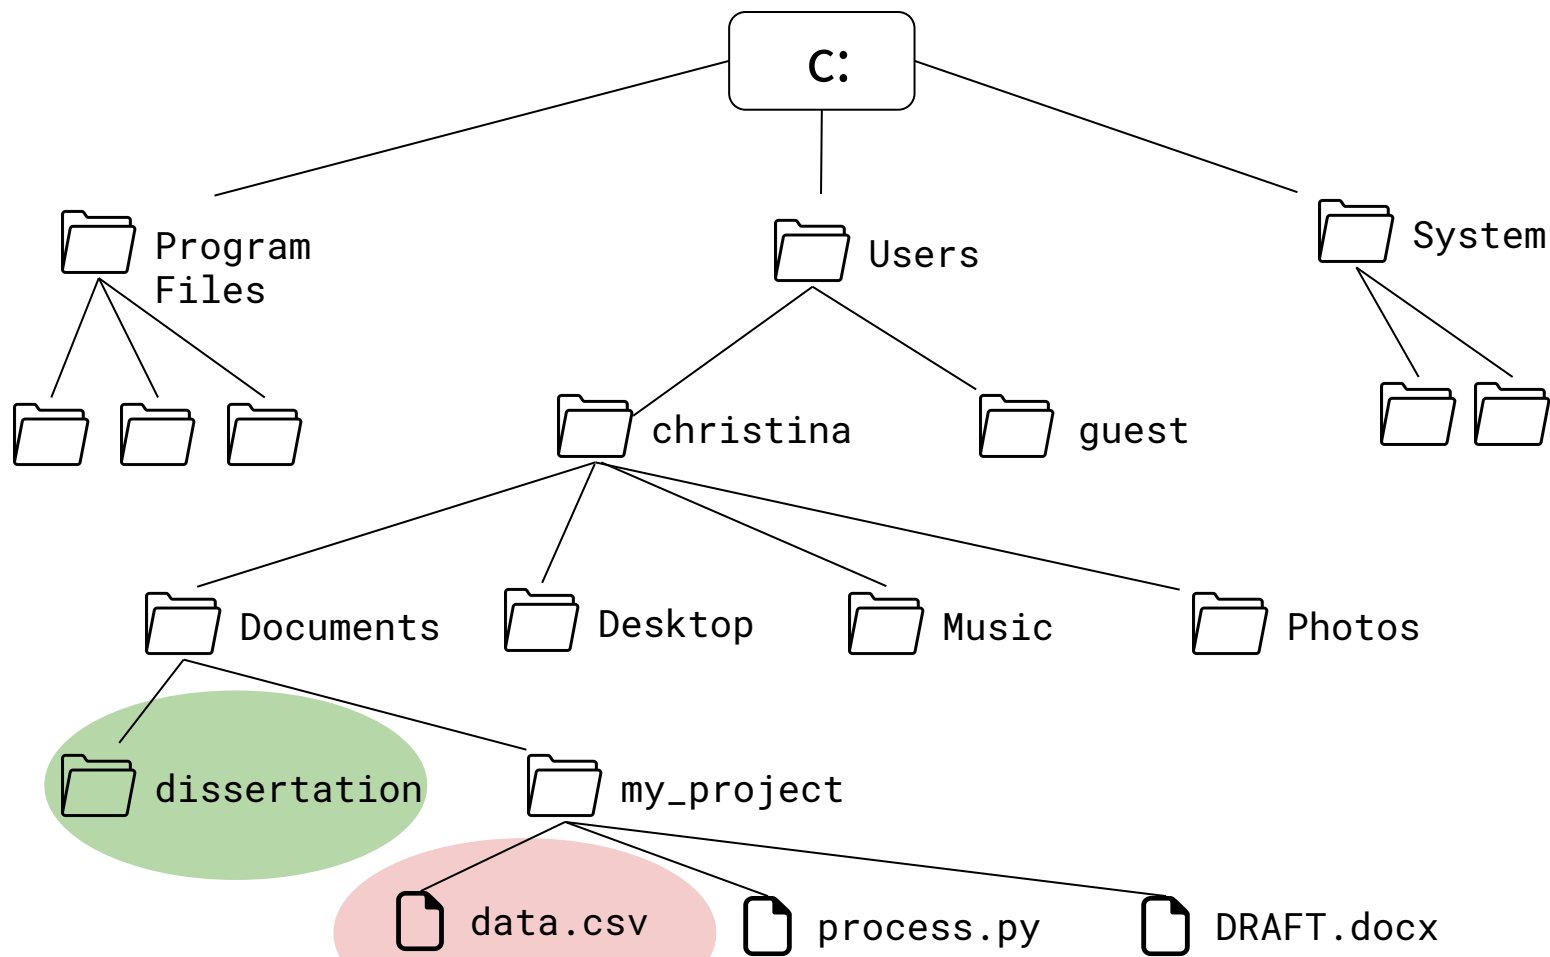 C:
Program
Files
Users
System
christina
guest
Documents
Desktop
Music
Photos
dissertation
my_project
data.csv
process.py
DRAFT.docx